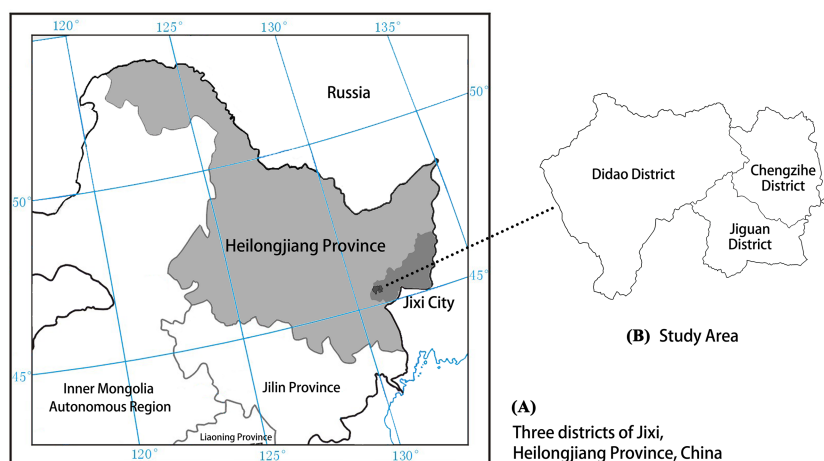 120°
125°
130°
135°
Russia
50°
50°
Didao District
Chengzihe
District
Jiguan
District
Heilongjiang Province
45°
Jixi City
(B) Study Area
45°
Inner Mongolia
Autonomous Region
Jilin Province
Liaoning Province
(A)
Three districts of Jixi,
Heilongjiang Province, China
120°
125°
130°